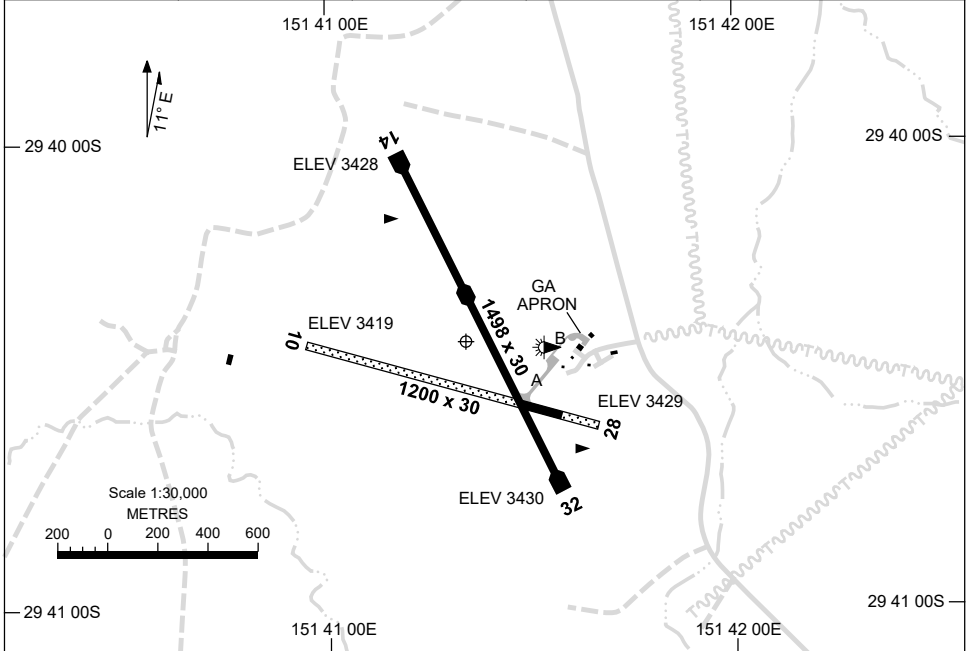 151 41 00E
151 42 00E
11° E
29 40 00S
29 40 00S
14
ELEV 3428
GA
APRON
1498 x 30
ELEV 3419
10
B
A
1200 x 30
ELEV 3429
28
ELEV 3430
32
Scale 1:30,000
METRES
200 0 200 400 600
29 41 00S
29 41 00S
151 41 00E
151 42 00E